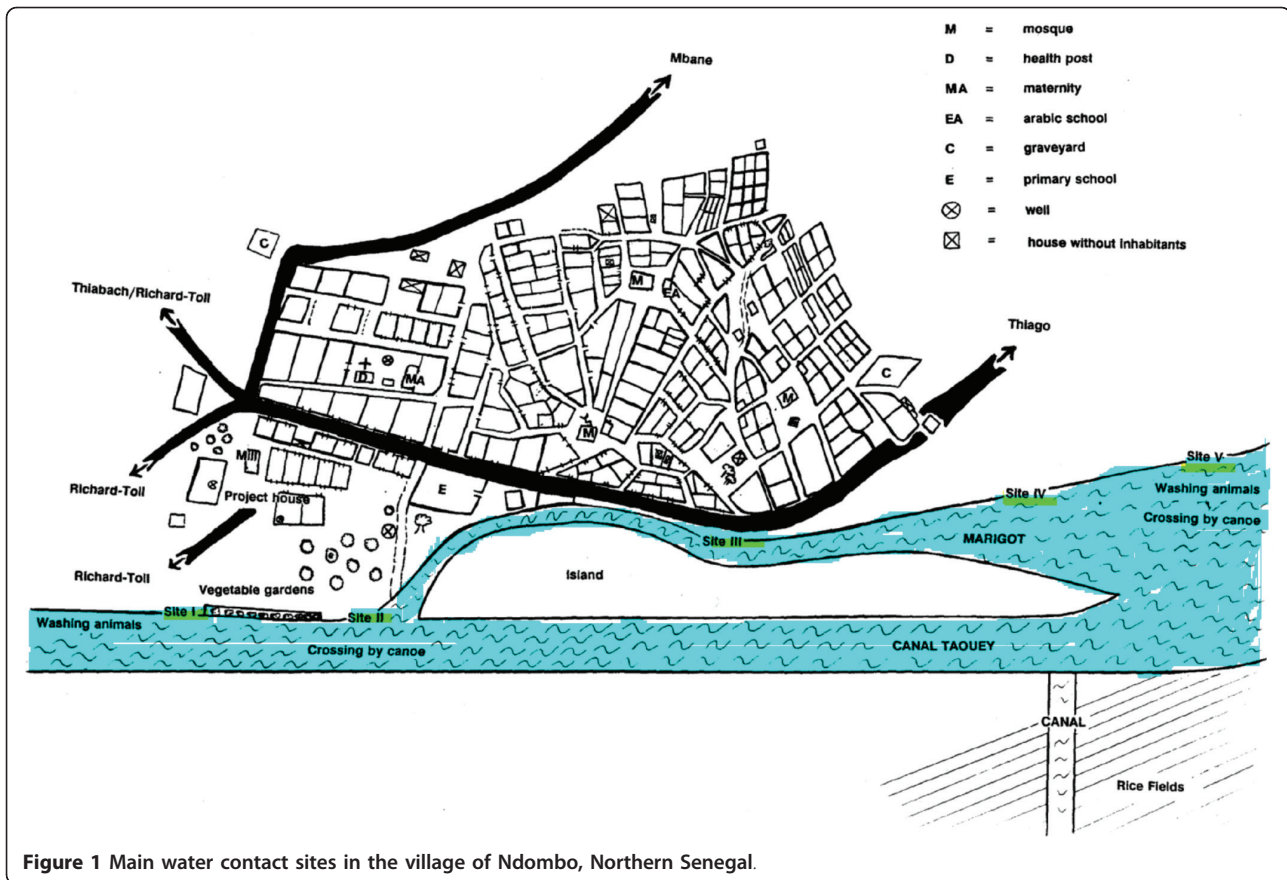 M = mosque
D = health post
MA = maternity
EA = arabic school
C = graveyard
E = primary school
= well
= house without inhabitants
Mbane
C
Thiabach/Richard-Toll
M
EA
Thiago
C
D
MA
M
M
M
E
Richard-Toll
Project house
Richard-Toll
Vegetable gardens
Island
Site I
Site II
Site III
Site IV
Site V
Washing animals
Crossing by canoe
MARIGOT
Washing animals
Crossing by canoe
CANAL TAOUEY
CANAL
Rice Fields
Figure 1 Main water contact sites in the village of Ndombo, Northern Senegal.